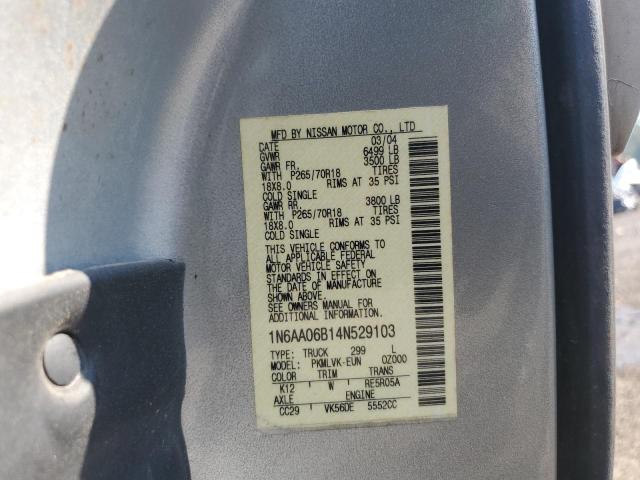 MFD BY NISSAN MOTOR CO., LTD
DATE 03/04
GVWR 6499 LB
GAWR FR. 3500 LB
WITH P265/70R18 TIRES
18X8.0 RIMS AT 35 PSI
COLD SINGLE
GAWR RR. 3800 LB
WITH P265/70R18 TIRES
18X8.0 RIMS AT 35 PSI
COLD SINGLE
THIS VEHICLE CONFORMS TO
ALL APPLICABLE FEDERAL
MOTOR VEHICLE SAFETY
STANDARDS IN EFFECT ON
THE DATE OF MANUFACTURE
SHOWN ABOVE.
SEE OWNERS MANUAL FOR
ADDITIONAL INFORMATION.
1N6AA06B14N529103
TYPE: TRUCK 299 L
MODEL: PKMLVK-EUN 0Z000
COLOR TRIM TRANS
K12 W RE5R05A
AXLE ENGINE
CC29 VK56DE 5552CC